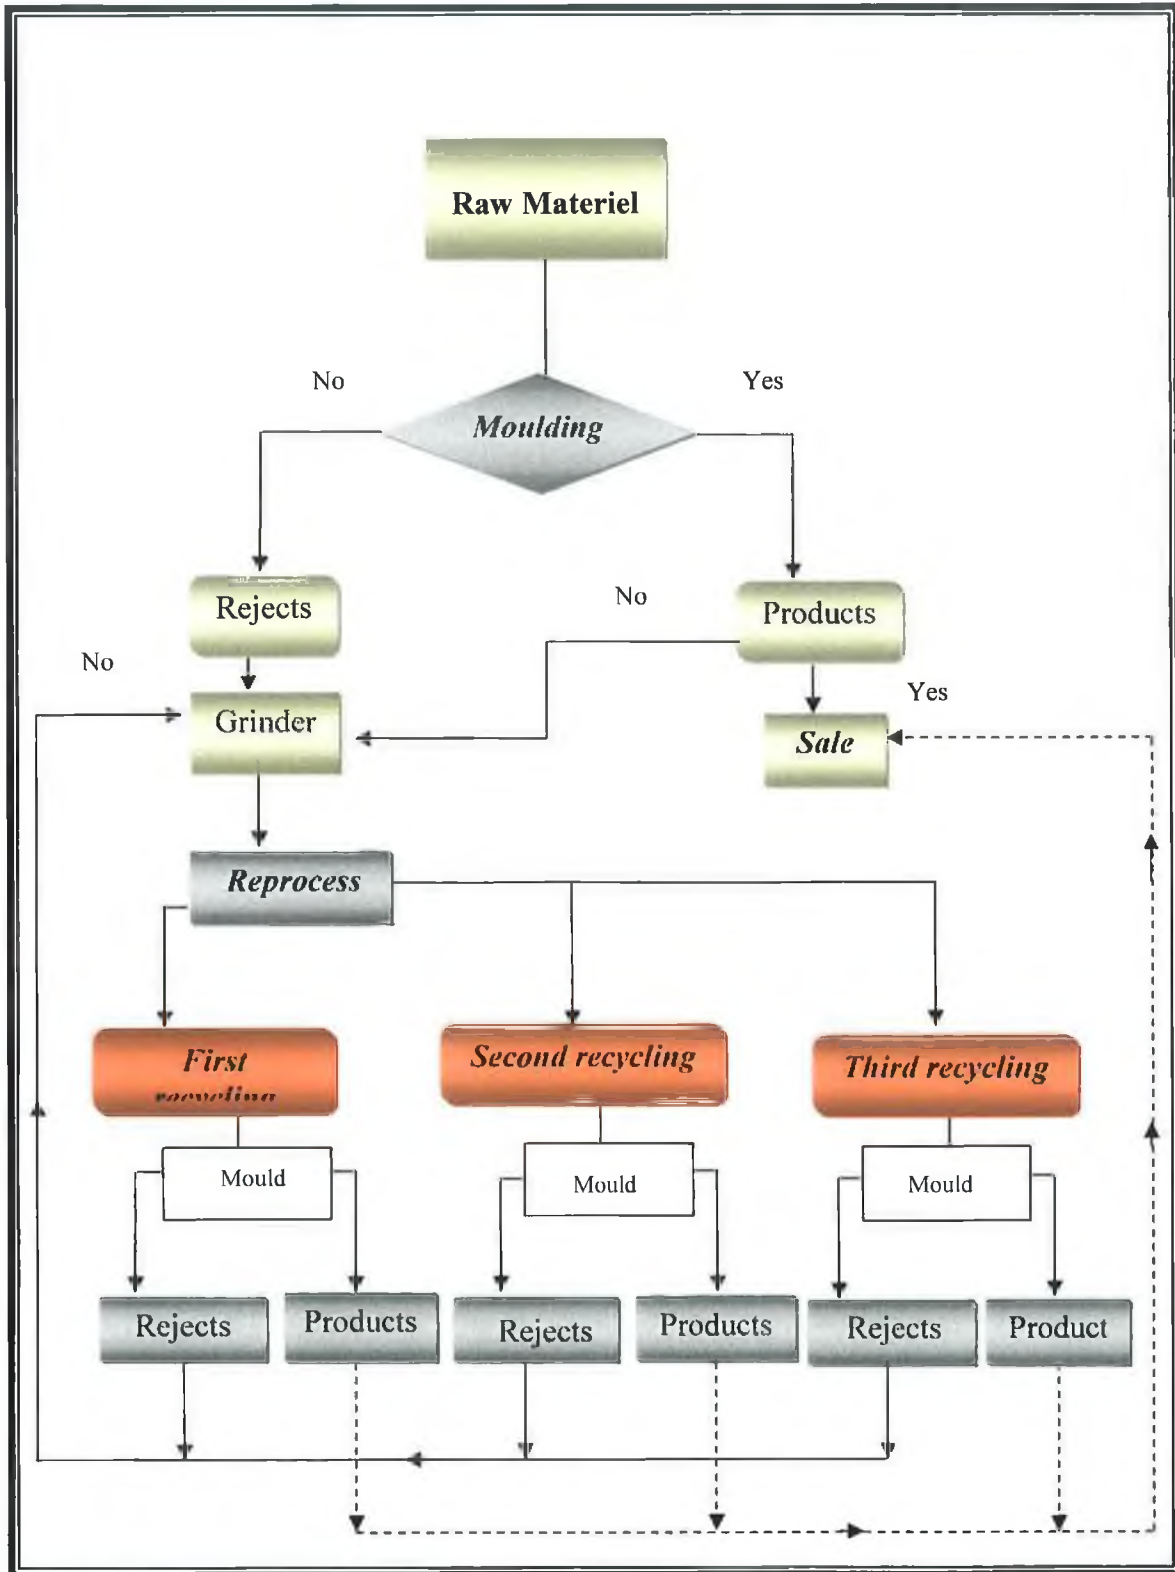 Raw Materiel
No
Yes
Moulding
Rejects
No
Products
No
Grinder
Yes
Sale
Reprocess
First
Second recycling
Third recycling
Mould
Mould
Mould
Rejects
Products
Rejects
Products
Rejects
Product